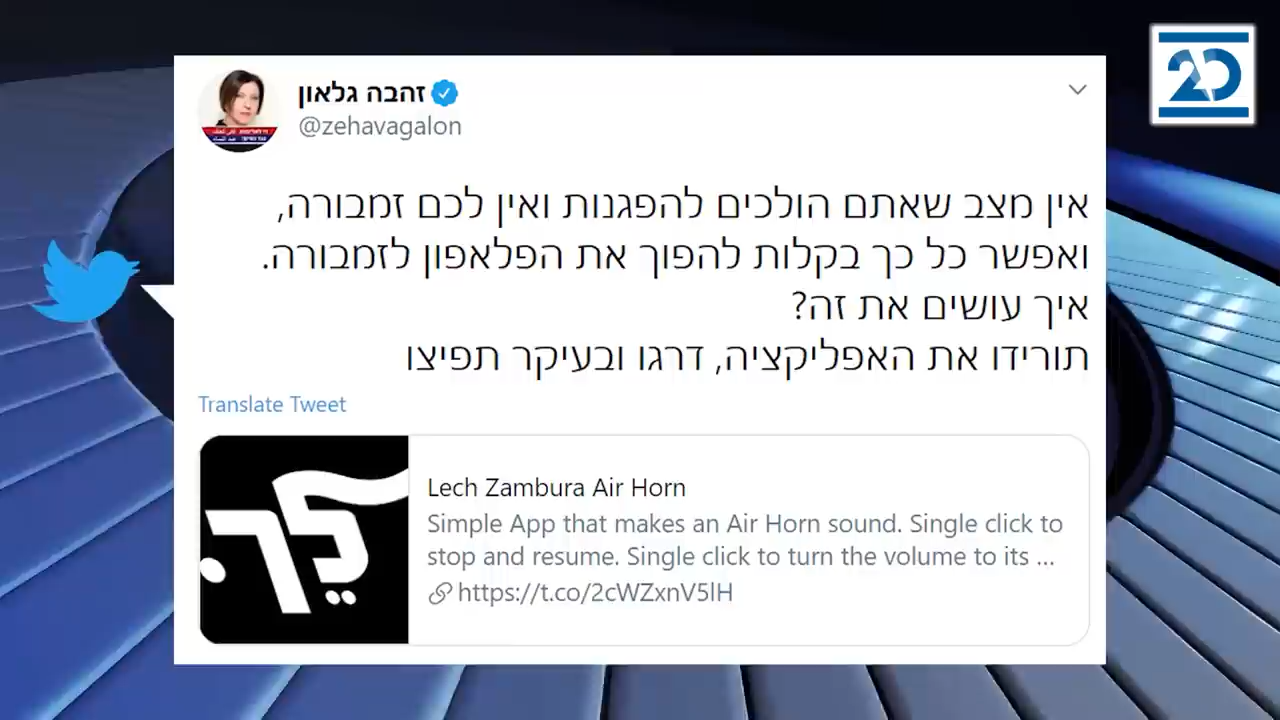 20
זהבה גלאון
@zehavagalon
אין מצב שאתם הולכים להפגנות ואין לכם זמבורה,
ואפשר כל כך בקלות להפוך את הפלאפון לזמבורה.
איך עושים את זה?
תורידו את האפליקציה, דרגו ובעיקר תפיצו
Translate Tweet
לֵך.
Lech Zambura Air Horn
Simple App that makes an Air Horn sound. Single click to
stop and resume. Single click to turn the volume to its ...
https://t.co/2cWZxnV5lH